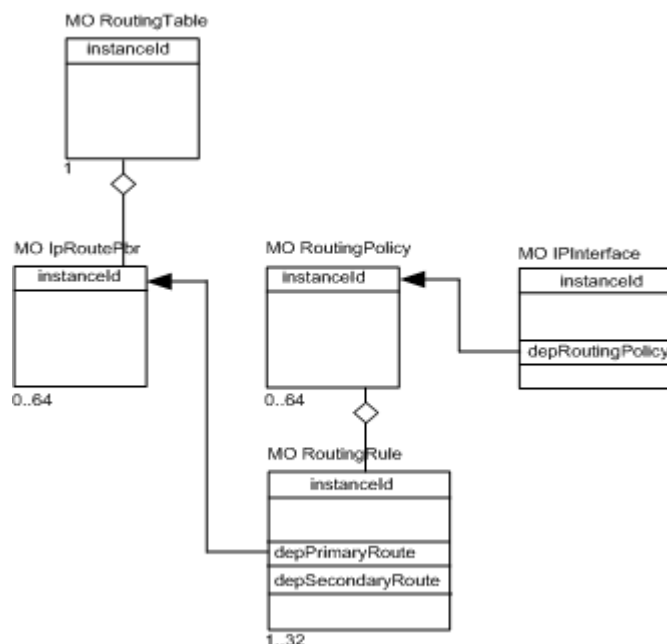 MO RoutingTable
instanceId
1
MO IpRoutePbr
instanceId
0..64
MO RoutingPolicy
instanceId
0..64
MO IPInterface
instanceId
depRoutingPolicy
MO RoutingRule
instanceId
depPrimaryRoute
depSecondaryRoute
1..32